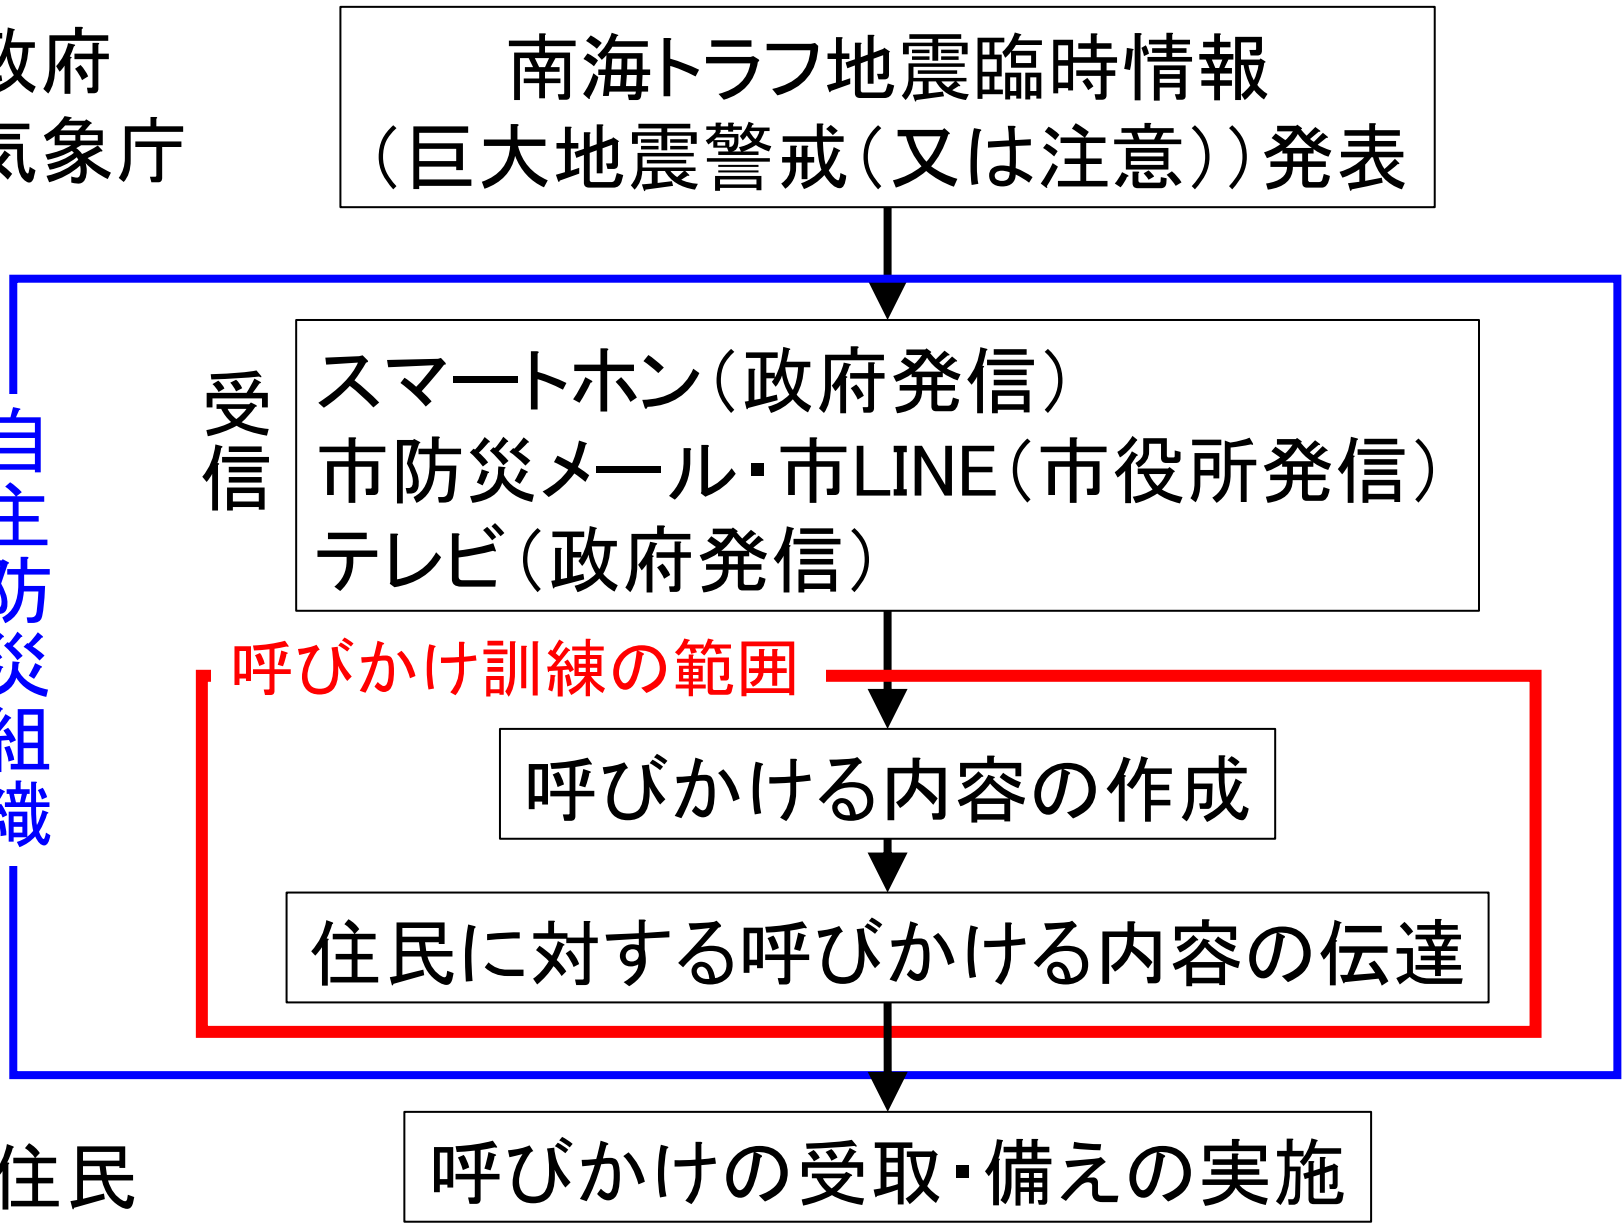 政府
気象庁
南海トラフ地震臨時情報
（巨大地震警戒（又は注意））発表
自主防災組織
受信
スマートホン（政府発信）
市防災メール・市LINE（市役所発信）
テレビ（政府発信）
呼びかけ訓練の範囲
呼びかける内容の作成
住民に対する呼びかける内容の伝達
住民
呼びかけの受取・備えの実施